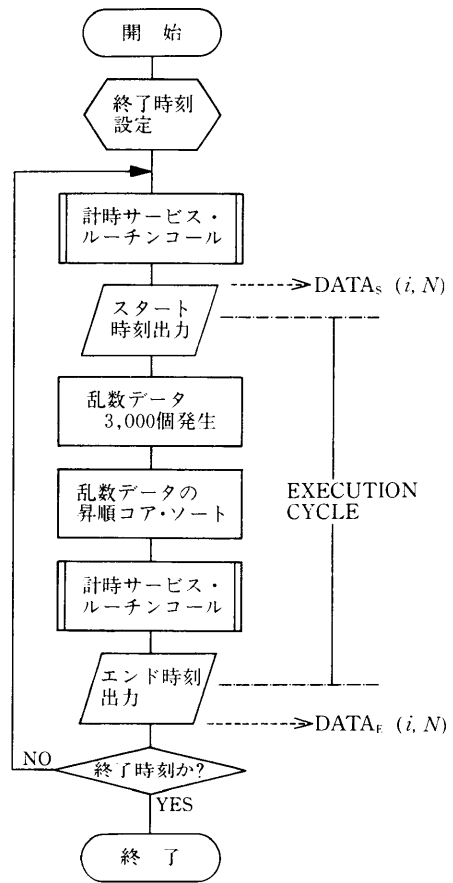 開 始
終了時刻
設定
計時サービス・
ルーチンコール
DATAS (i, N)
スタート
時刻出力
乱数データ
3,000個発生
乱数データの
昇順コア・ソート
EXECUTION
CYCLE
計時サービス・
ルーチンコール
エンド時刻
出力
DATAE (i, N)
NO
終了時刻か?
YES
終 了